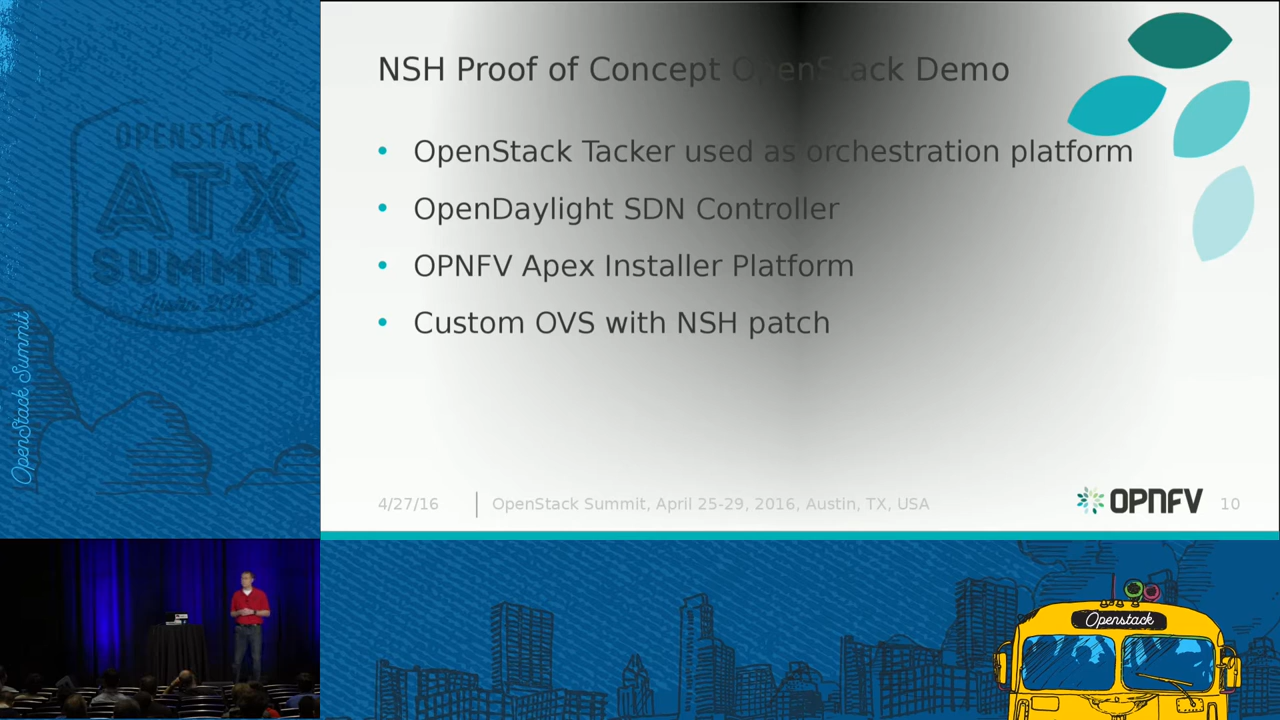 OPENSTACK
ATX
SUMMIT
Austin 2016
OpenStack Summit
NSH Proof of Concept OpenStack Demo
• OpenStack Tacker used as orchestration platform
• OpenDaylight SDN Controller
• OPNFV Apex Installer Platform
• Custom OVS with NSH patch
4/27/16
OpenStack Summit, April 25-29, 2016, Austin, TX, USA
OPNFV
10
Openstack